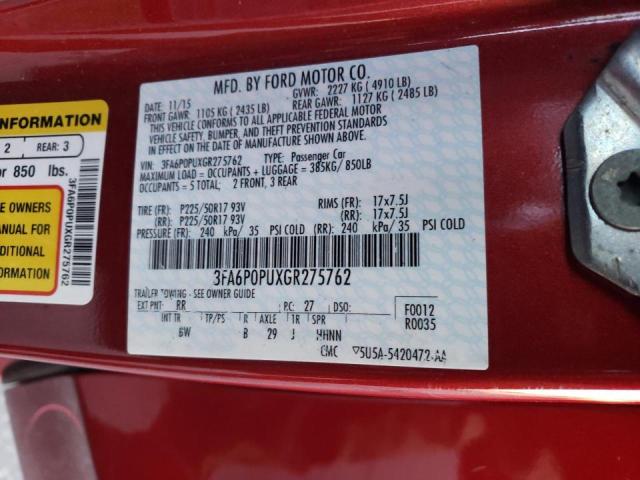 MFD. BY FORD MOTOR CO.
DATE: 11/15 GVWR: 2227 KG ( 4910 LB)
FRONT GAWR: 1105 KG ( 2435 LB) REAR GAWR: 1127 KG ( 2485 LB)
THIS VEHICLE CONFORMS TO ALL APPLICABLE FEDERAL MOTOR
VEHICLE SAFETY, BUMPER, AND THEFT PREVENTION STANDARDS
IN EFFECT ON THE DATE OF MANUFACTURE SHOWN ABOVE.
VIN: 3FA6P0PUXGR275762 TYPE: Passenger Car
MAXIMUM LOAD = OCCUPANTS + LUGGAGE = 385KG/850LB
OCCUPANTS = 5 TOTAL; 2 FRONT, 3 REAR
TIRE (FR): P225/50R17 93V RIMS (FR): 17x7.5J
(RR): P225/50R17 93V (RR): 17x7.5J
PRESSURE (FR): 240 kPa/ 35 PSI COLD (RR): 240 kPa/ 35 PSI COLD
3FA6P0PUXGR275762
TRAILER TOWING - SEE OWNER GUIDE
EXT PNT: RR RC: 27 DSO: F0012
INT TR TP/PS R AXLE TR SPR R0035
6W B 29 J HHNN
CMC ▽5U5A-5420472-AA
INFORMATION
2 REAR: 3
or 850 lbs.
E OWNERS
ANUAL FOR
DDITIONAL
ORMATION
3FA6P0PUXGR275762